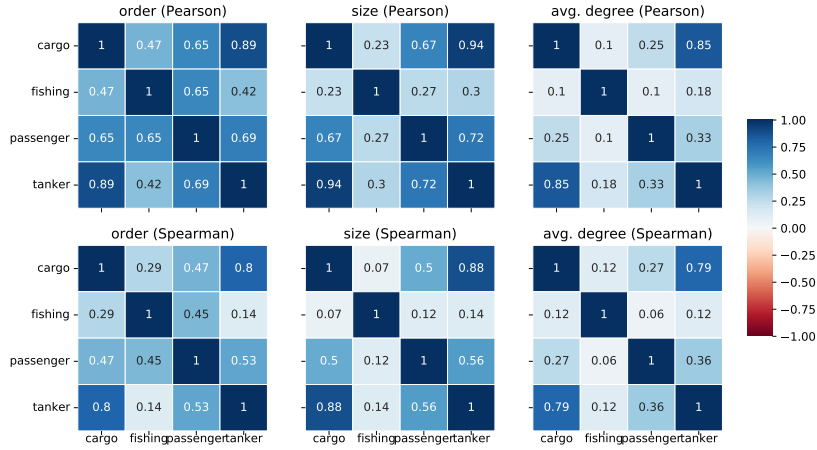 order (Pearson) size (Pearson) avg. degree (Pearson)
cargo 1 0.47 0.65 0.89 1 0.23 0.67 0.94 1 0.1 0.25 0.85
fishing 0.47 1 0.65 0.42 0.23 1 0.27 0.3 0.1 1 0.1 0.18
passenger 0.65 0.65 1 0.69 0.67 0.27 1 0.72 0.25 0.1 1 0.33
tanker 0.89 0.42 0.69 1 0.94 0.3 0.72 1 0.85 0.18 0.33 1
order (Spearman) size (Spearman) avg. degree (Spearman)
cargo 1 0.29 0.47 0.8 1 0.07 0.5 0.88 1 0.12 0.27 0.79
fishing 0.29 1 0.45 0.14 0.07 1 0.12 0.14 0.12 1 0.06 0.12
passenger 0.47 0.45 1 0.53 0.5 0.12 1 0.56 0.27 0.06 1 0.36
tanker 0.8 0.14 0.53 1 0.88 0.14 0.56 1 0.79 0.12 0.36 1
cargo fishing passenger tanker cargo fishing passenger tanker cargo fishing passenger tanker
1.00
0.75
0.50
0.25
0.00
−0.25
−0.50
−0.75
−1.00